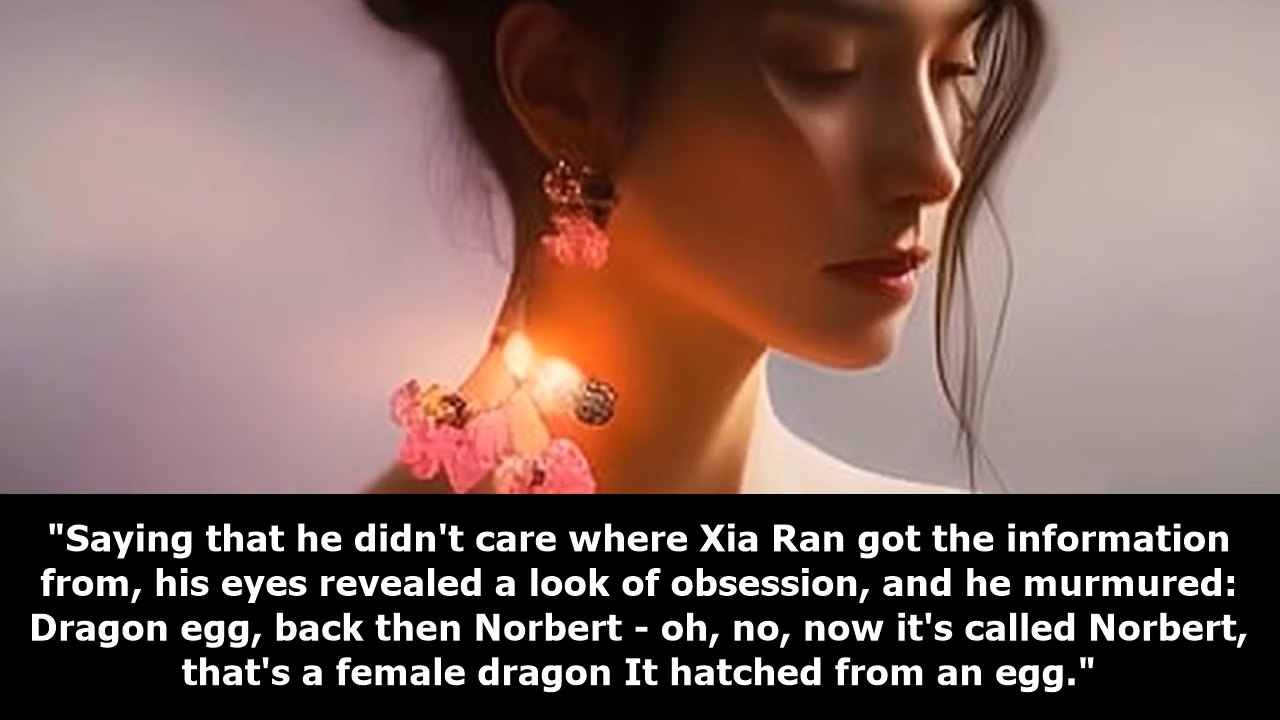 "Saying that he didn't care where Xia Ran got the information
from, his eyes revealed a look of obsession, and he murmured:
Dragon egg, back then Norbert - oh, no, now it's called Norbert,
that's a female dragon It hatched from an egg."